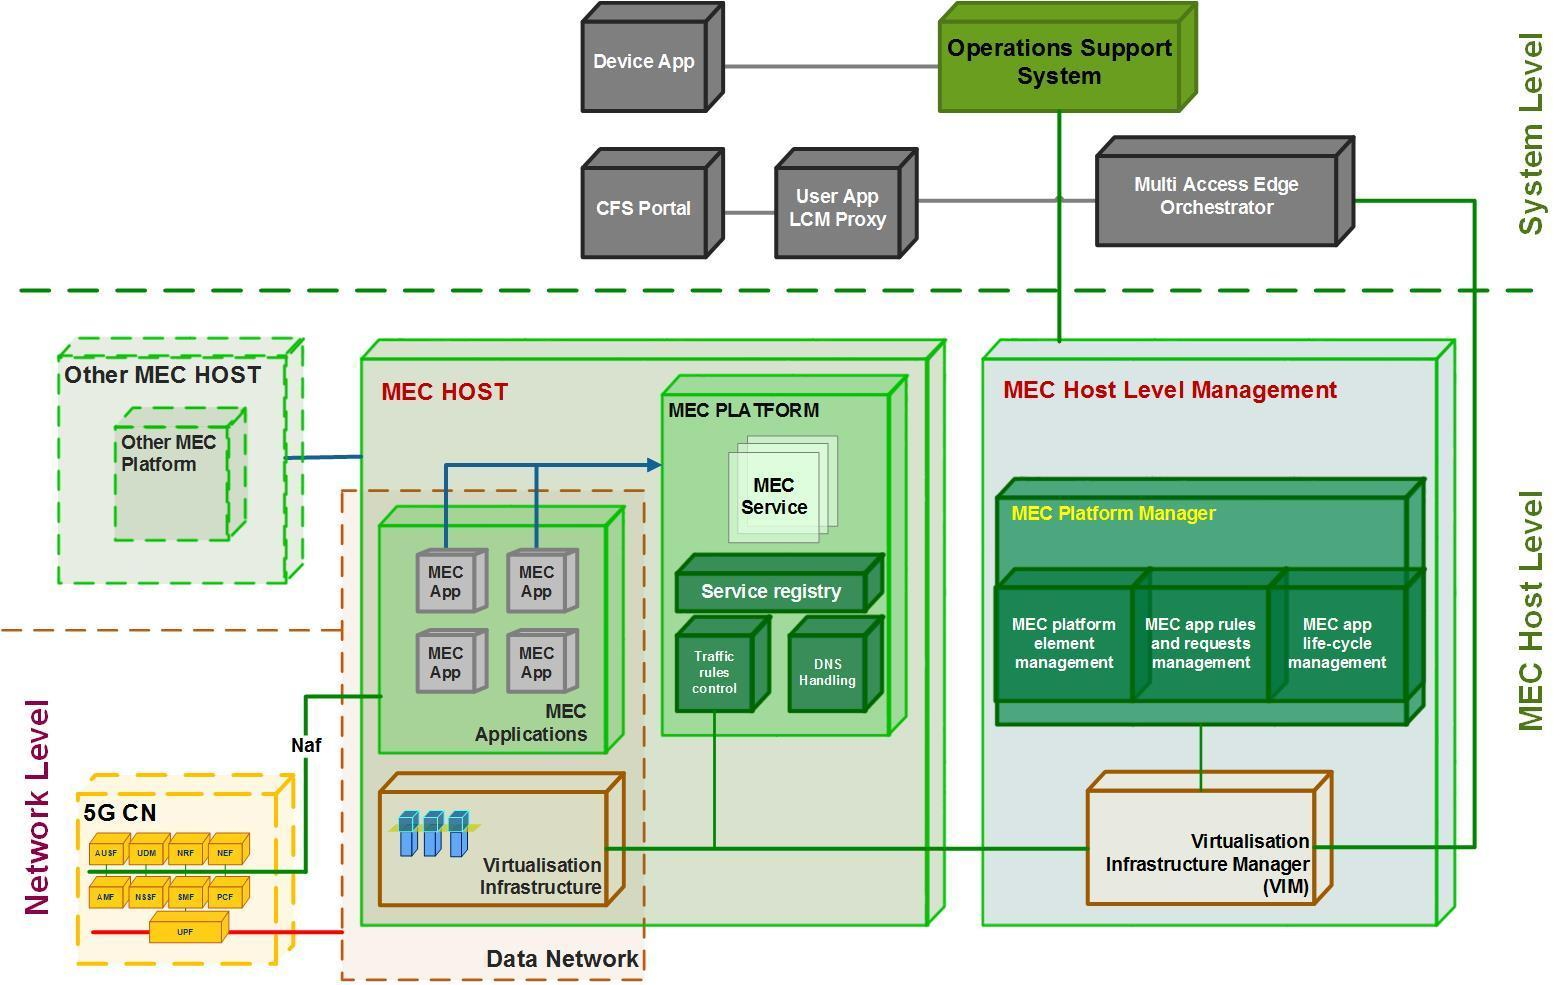 Device App
Operations Support
System
System Level
CFS Portal
User App
LCM Proxy
Multi Access Edge
Orchestrator
Other MEC HOST
Other MEC
Platform
MEC HOST
MEC PLATFORM
MEC
Service
Service registry
Traffic
rules
control
DNS
Handling
MEC
App
MEC
App
MEC
App
MEC
App
MEC
Applications
Virtualisation
Infrastructure
Data Network
MEC Host Level Management
MEC Platform Manager
MEC platform
element
management
MEC app rules
and requests
management
MEC app
life-cycle
management
Virtualisation
Infrastructure Manager
(VIM)
MEC Host Level
Network Level
Naf
5G CN
AUSF
UDM
NRF
NEF
AMF
NSSF
SMF
PCF
UPF